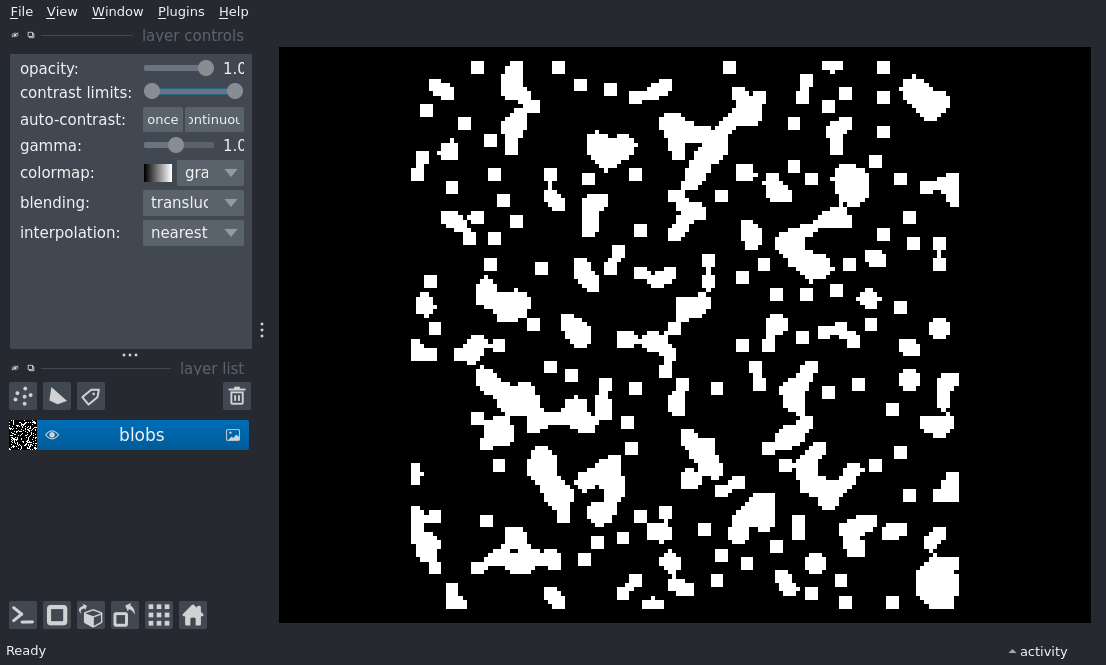 File View Window Plugins Help
layer controls
opacity: 1.0
contrast limits:
auto-contrast: once ontinuou
gamma: 1.0
colormap: gra
blending: transluc
interpolation: nearest
layer list
blobs
Ready
activity